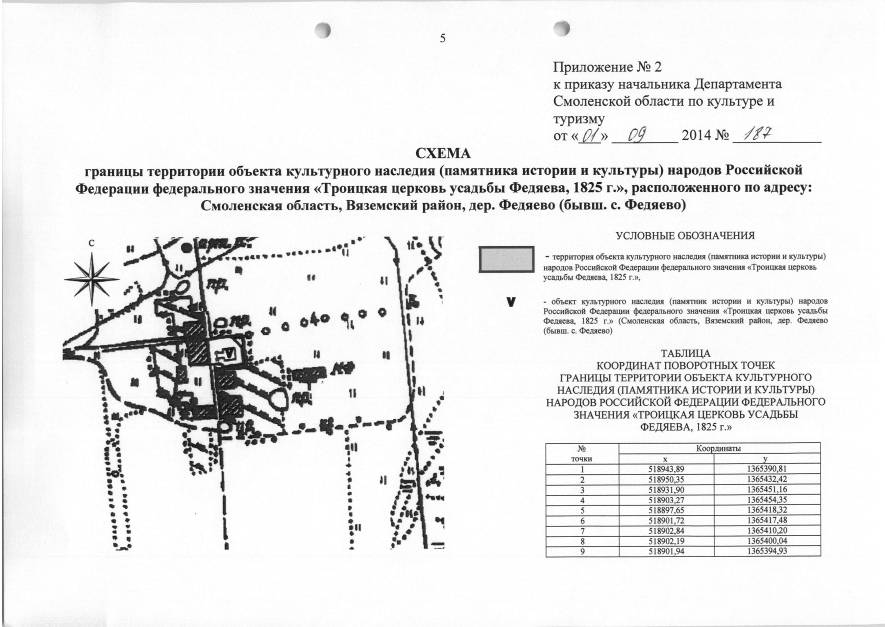 5
Приложение № 2
к приказу начальника Департамента
Смоленской области по культуре и
туризму
от «01» 09 2014 № 187
СХЕМА
границы территории объекта культурного наследия (памятника истории и культуры) народов Российской
Федерации федерального значения «Троицкая церковь усадьбы Федяева, 1825 г.», расположенного по адресу:
Смоленская область, Вяземский район, дер. Федяево (бывш. с. Федяево)
С
пр.
пр.
пр.
V
УСЛОВНЫЕ ОБОЗНАЧЕНИЯ
- территория объекта культурного наследия (памятника истории и культуры)
народов Российской Федерации федерального значения «Троицкая церковь
усадьбы Федяева, 1825 г.»,
V
- объект культурного наследия (памятник истории и культуры) народов
Российской Федерации федерального значения «Троицкая церковь усадьбы
Федяева, 1825 г.» (Смоленская область, Вяземский район, дер. Федяево
(бывш. с. Федяево)
ТАБЛИЦА
КООРДИНАТ ПОВОРОТНЫХ ТОЧЕК
ГРАНИЦЫ ТЕРРИТОРИИ ОБЪЕКТА КУЛЬТУРНОГО
НАСЛЕДИЯ (ПАМЯТНИКА ИСТОРИИ И КУЛЬТУРЫ)
НАРОДОВ РОССИЙСКОЙ ФЕДЕРАЦИИ ФЕДЕРАЛЬНОГО
ЗНАЧЕНИЯ «ТРОИЦКАЯ ЦЕРКОВЬ УСАДЬБЫ
ФЕДЯЕВА, 1825 г.»
№ Координаты
точки x y
1 518943,89 1365390,81
2 518950,35 1365432,42
3 518931,90 1365451,16
4 518903,27 1365454,35
5 518897,65 1365418,32
6 518901,72 1365417,48
7 518902,84 1365410,20
8 518902,19 1365400,04
9 518901,94 1365394,93